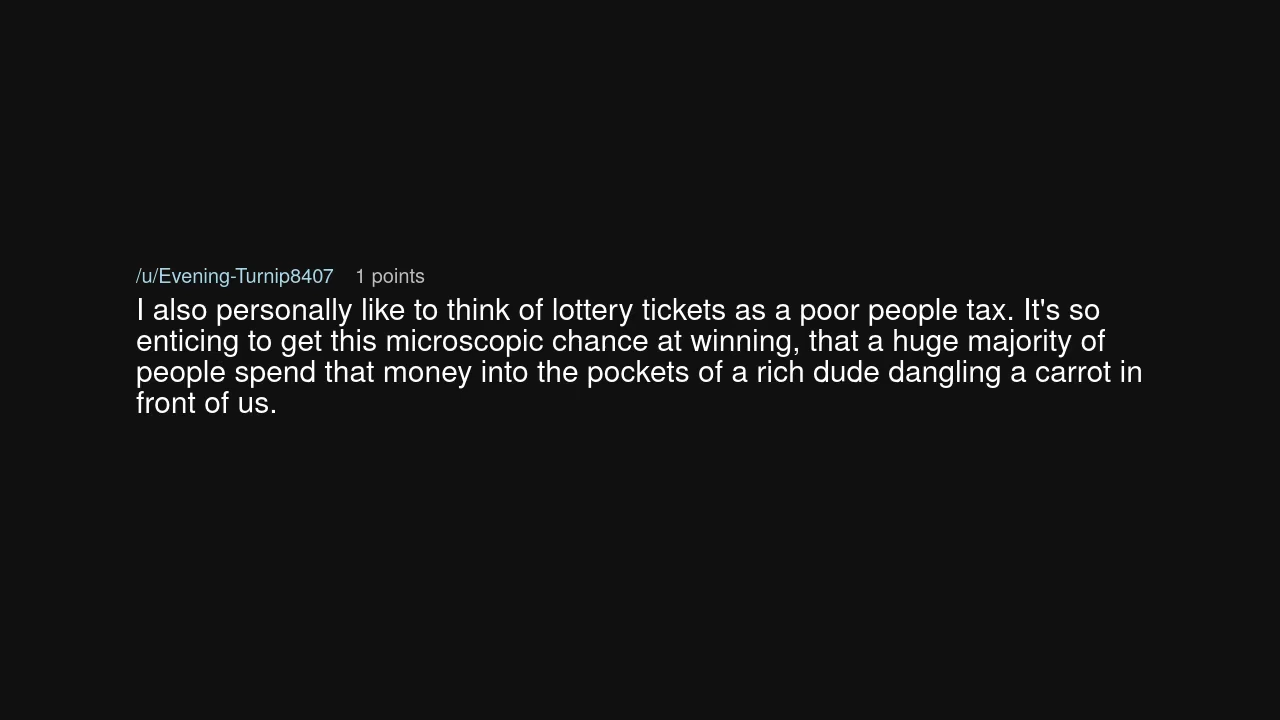 /u/Evening-Turnip8407 1 points
I also personally like to think of lottery tickets as a poor people tax. It's so
enticing to get this microscopic chance at winning, that a huge majority of
people spend that money into the pockets of a rich dude dangling a carrot in
front of us.